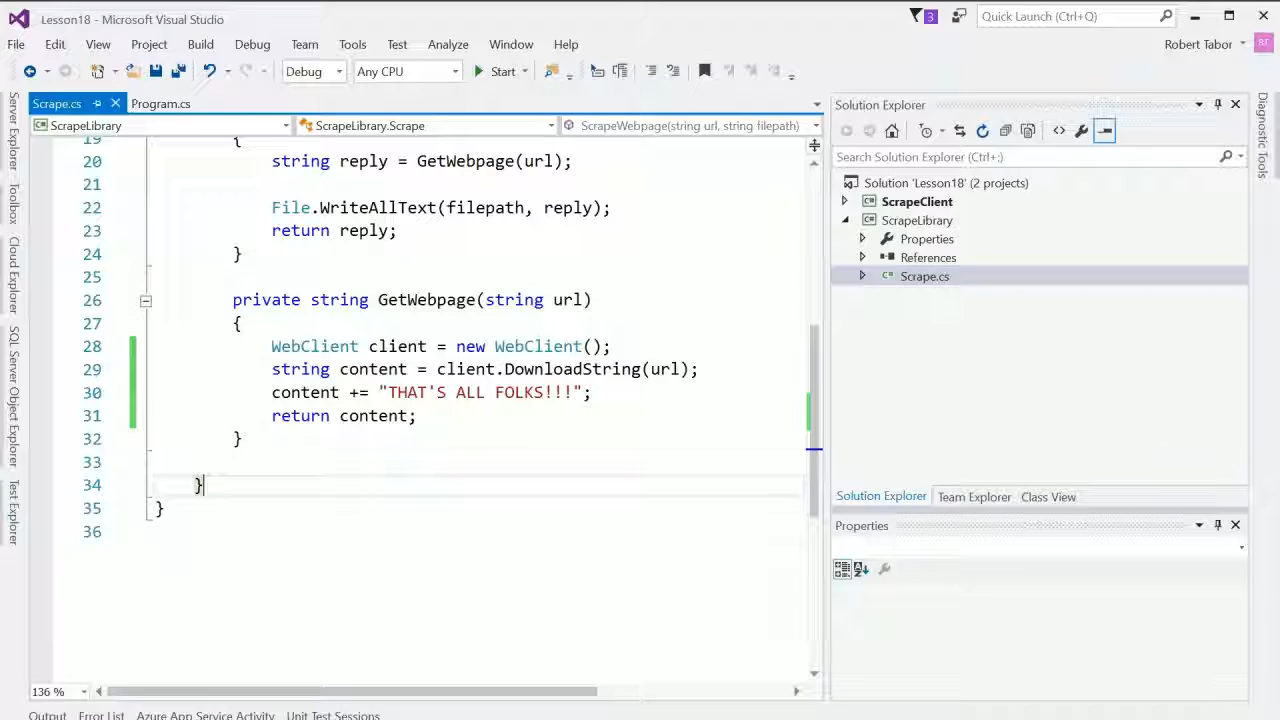 Lesson18 - Microsoft Visual Studio
3
Quick Launch (Ctrl+Q)
File Edit View Project Build Debug Team Tools Test Analyze Window Help
Robert Tabor
RT
Debug Any CPU Start
Scrape.cs Program.cs
ScrapeLibrary ScrapeLibrary.Scrape ScrapeWebpage(string url, string filepath)
19 {
20 string reply = GetWebpage(url);
21
22 File.WriteAllText(filepath, reply);
23 return reply;
24 }
25
26 private string GetWebpage(string url)
27 {
28 WebClient client = new WebClient();
29 string content = client.DownloadString(url);
30 content += "THAT'S ALL FOLKS!!!";
31 return content;
32 }
33
34 }
35 }
36
136 %
Output Error List Azure App Service Activity Unit Test Sessions
Server Explorer
Toolbox
Cloud Explorer
SQL Server Object Explorer
Test Explorer
Solution Explorer
Search Solution Explorer (Ctrl+;)
Solution 'Lesson18' (2 projects)
ScrapeClient
ScrapeLibrary
Properties
References
C# Scrape.cs
Solution Explorer Team Explorer Class View
Properties
Diagnostic Tools